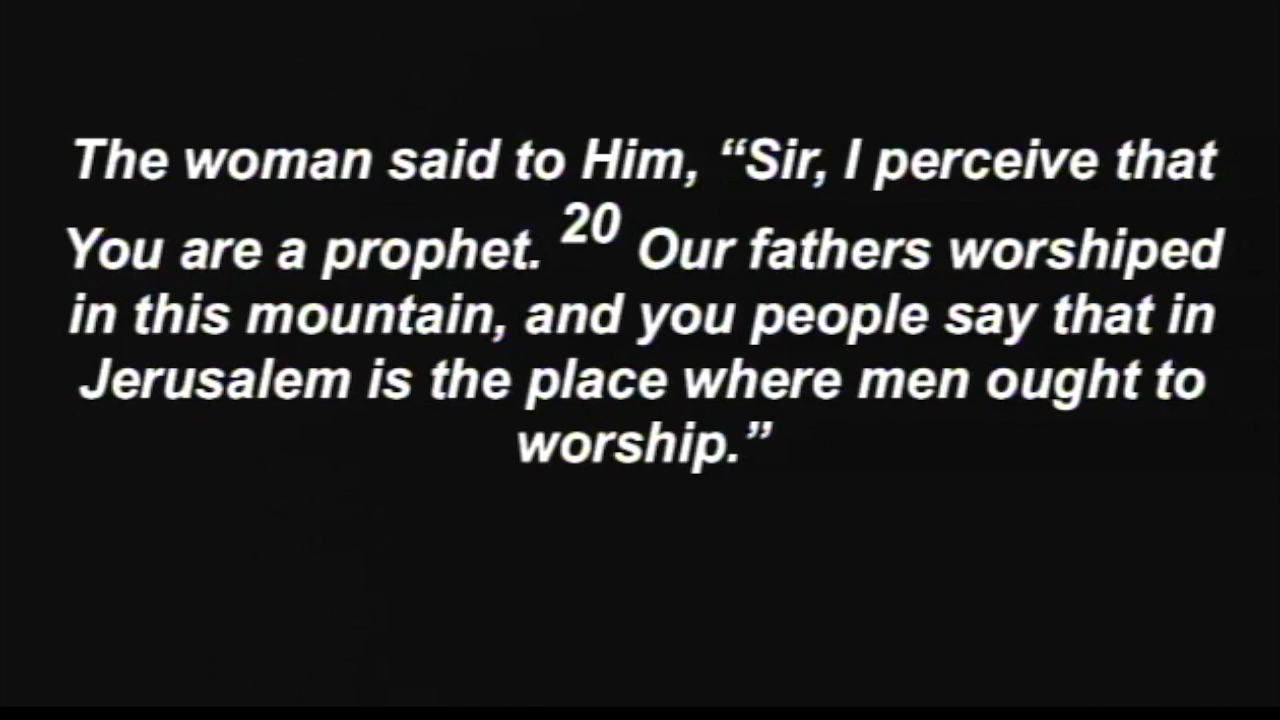 The woman said to Him, “Sir, I perceive that
You are a prophet. 20 Our fathers worshiped
in this mountain, and you people say that in
Jerusalem is the place where men ought to
worship.”